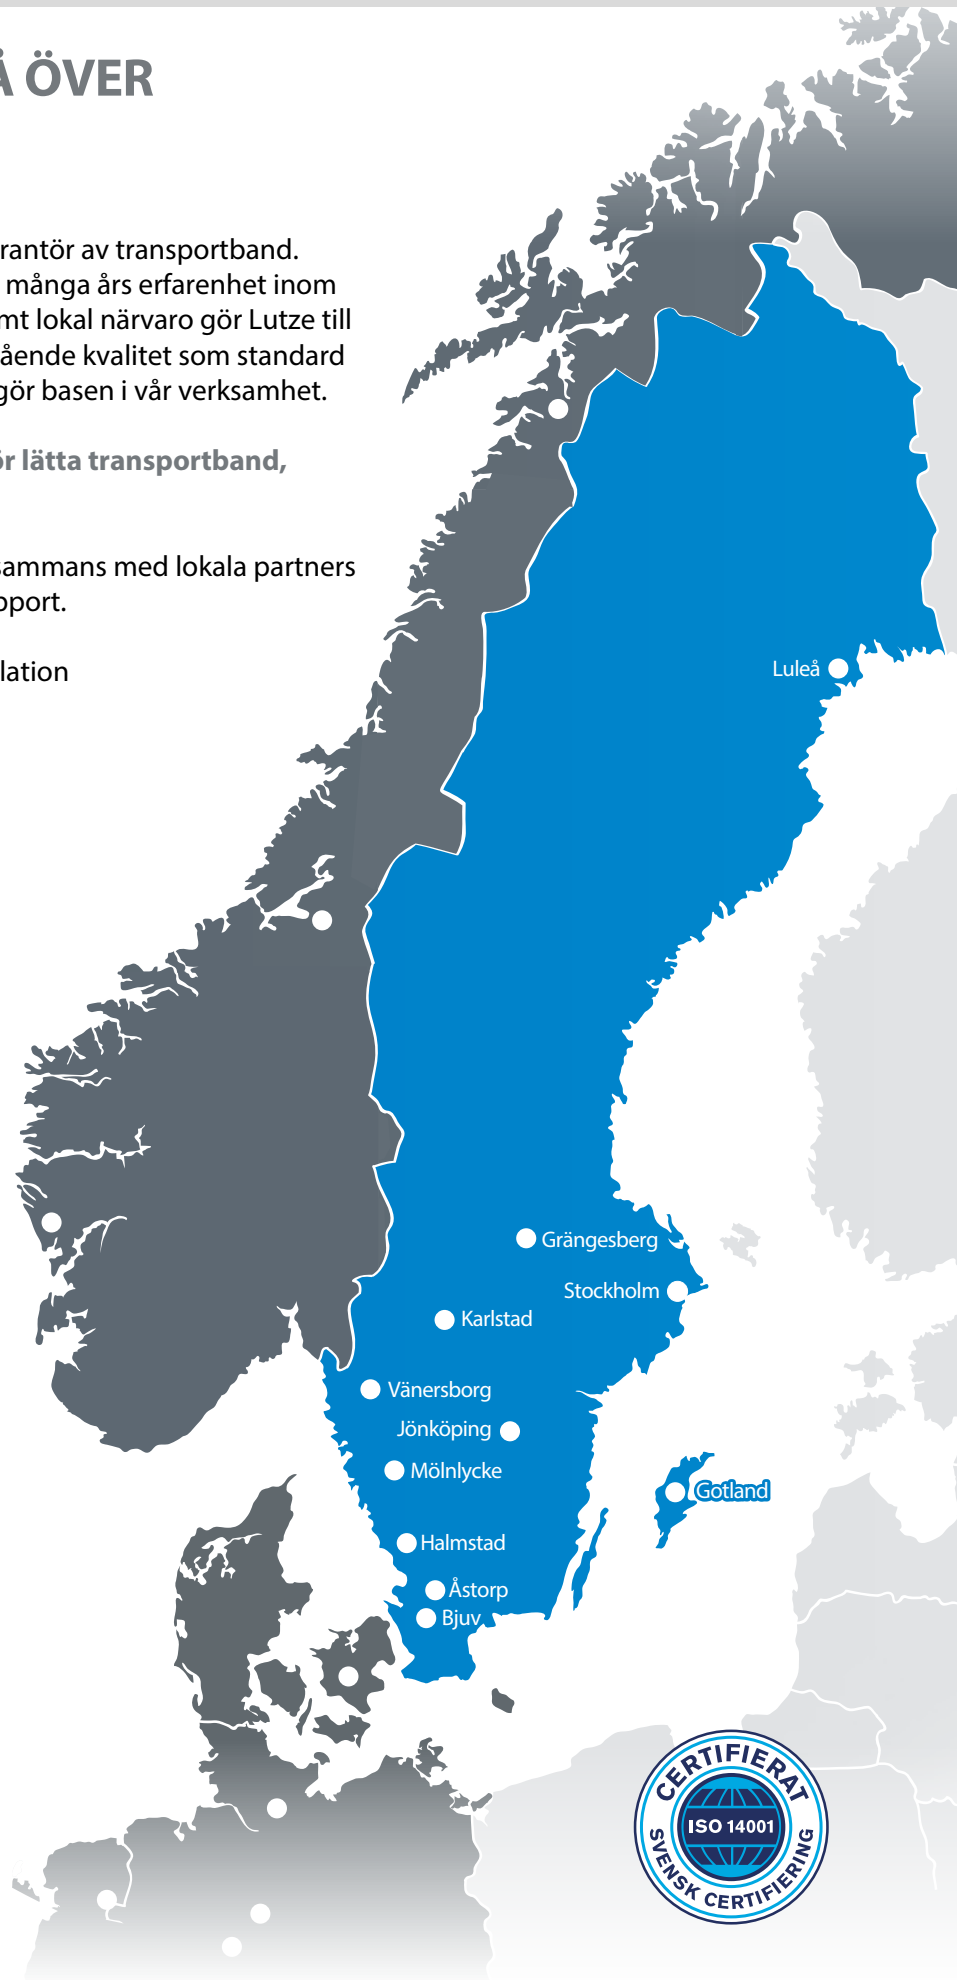 Å ÖVER
rantör av transportband.
många års erfarenhet inom
mt lokal närvaro gör Lutze till
ående kvalitet som standard
gör basen i vår verksamhet.
ör lätta transportband,
sammans med lokala partners
pport.
lation
Luleå
Grängesberg
Stockholm
Karlstad
Vänersborg
Jönköping
Mölnlycke
Gotland
Halmstad
Åstorp
Bjuv
CERTIFIERAT
ISO 14001
SVENSK CERTIFIERING